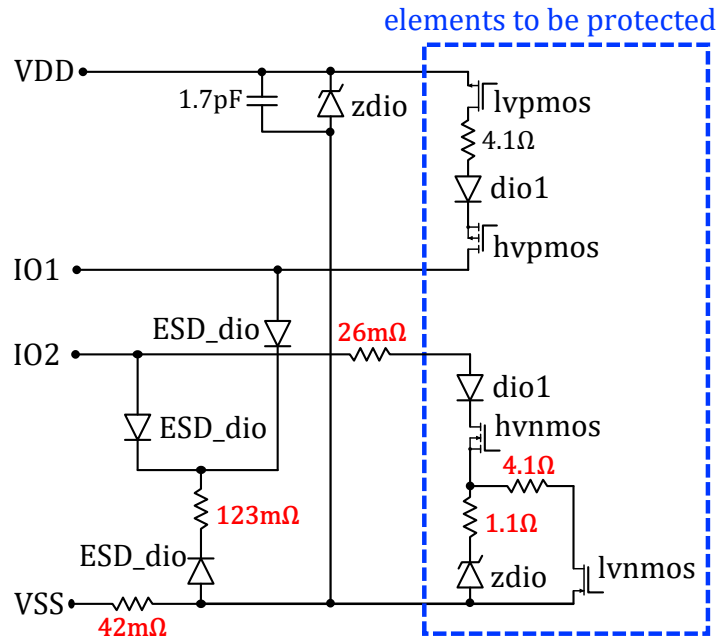 elements to be protected
VDD
1.7pF
zdio
lvpmos
4.1Ω
dio1
hvpmos
IO1
ESD_dio
26mΩ
IO2
dio1
ESD_dio
hvnmos
4.1Ω
123mΩ
1.1Ω
ESD_dio
zdio
lvnmos
VSS
42mΩ